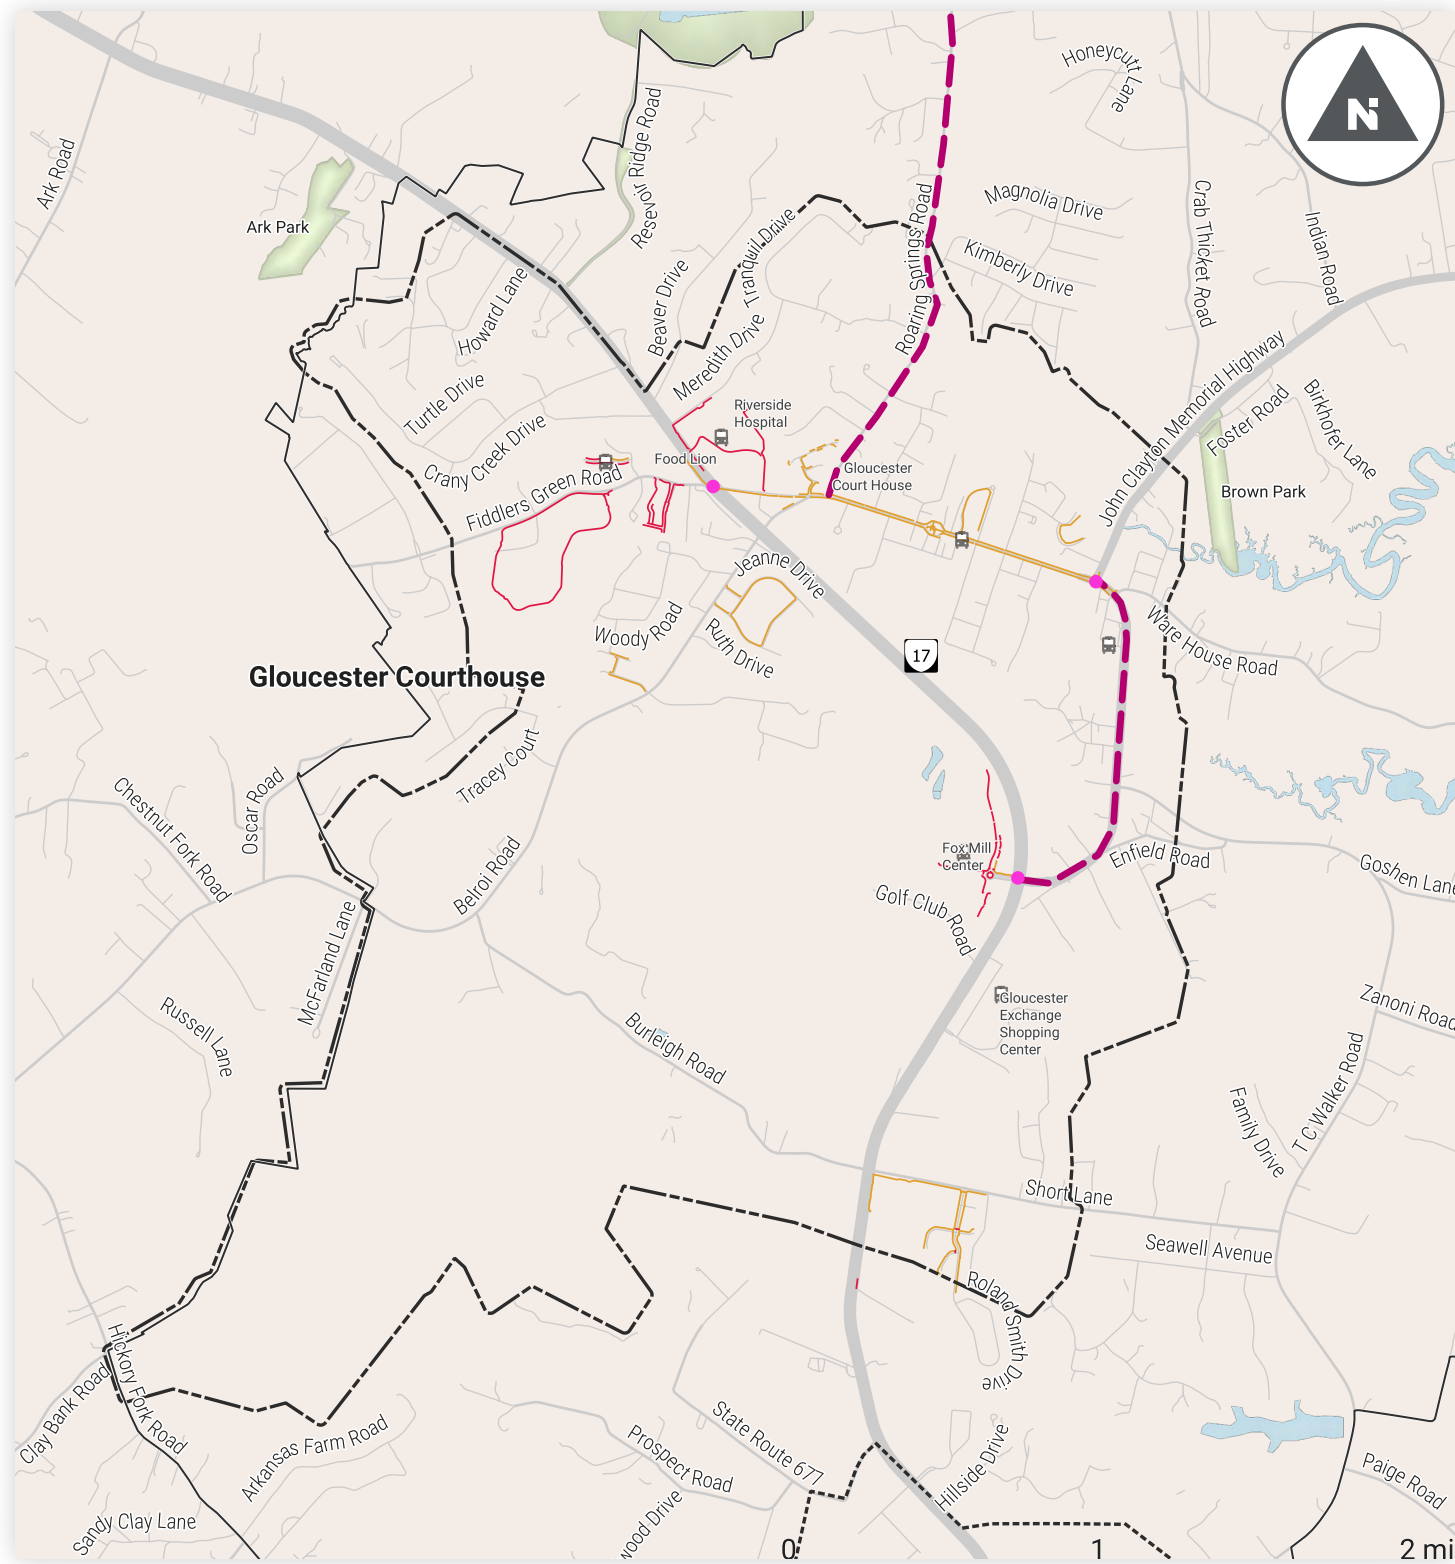 Honeycutt
Lane
N
Ark Road
Resevoir Ridge Road
Magnolia Drive
Crab Thicket Road
Indian Road
Ark Park
Tranquil Drive
Roaring Springs Road
Kimberly Drive
Howard Lane
Beaver Drive
Meredith Drive
John Clayton Memorial Highway
Turtle Drive
Foster Road
Birkhofer Lane
Riverside
Hospital
Crany Creek Drive
Food Lion
Gloucester
Court House
Fiddlers Green Road
Brown Park
Jeanne Drive
Woody Road
Ruth Drive
17
Ware House Road
Gloucester Courthouse
Tracey Court
Chestnut Fork Road
Oscar Road
Fox Mill
Center
Enfield Road
Goshen Lane
Belroi Road
Golf Club Road
McFarland Lane
Gloucester
Exchange
Shopping
Center
Zanoni Road
Russell Lane
Burleigh Road
T C Walker Road
Family Drive
Short Lane
Seawell Avenue
Roland Smith Drive
Hickory Fork Road
Clay Bank Road
Arkansas Farm Road
State Route 677
Prospect Road
Hillside Drive
Paige Road
Sandy Clay Lane
wood Drive
0
1
2 mi